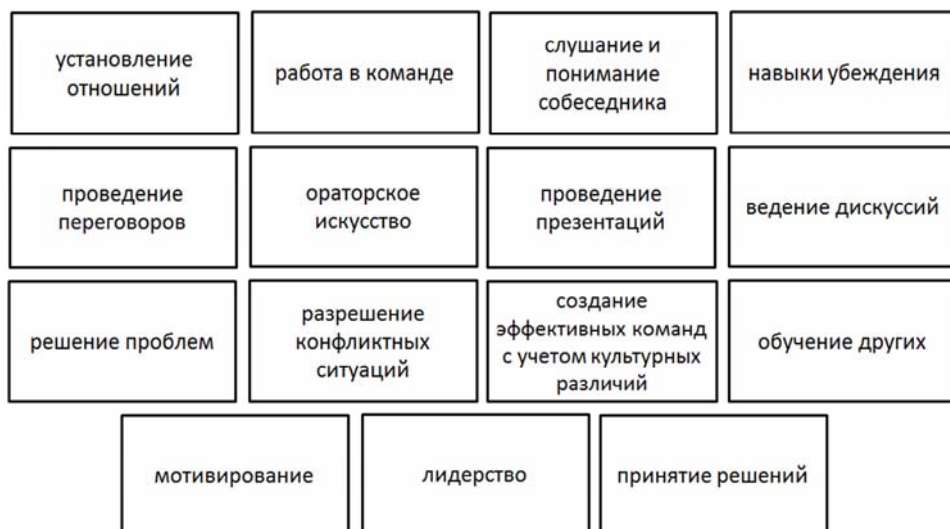 установление
отношений
работа в команде
слушание и
понимание
собеседника
навыки убеждения
проведение
переговоров
ораторское
искусство
проведение
презентаций
ведение дискуссий
решение проблем
разрешение
конфликтных
ситуаций
создание
эффективных команд
с учетом культурных
различий
обучение других
мотивирование
лидерство
принятие решений